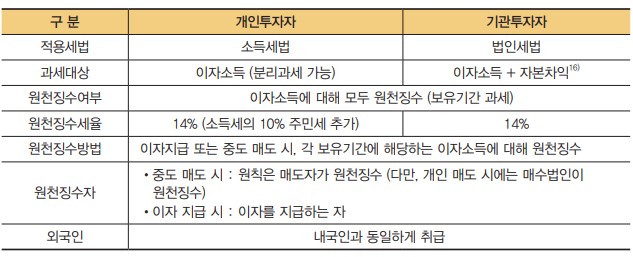 구 분 개인투자자 기관투자자
적용세법 소득세법 법인세법
과세대상 이자소득 (분리과세 가능) 이자소득 + 자본차익16)
원천징수여부 이자소득에 대해 모두 원천징수 (보유기간 과세)
원천징수세율 14% (소득세의 10% 주민세 추가) 14%
원천징수방법 이자지급 또는 중도 매도 시, 각 보유기간에 해당하는 이자소득에 대해 원천징수
• 중도 매도 시 : 원칙은 매도자가 원천징수 (다만, 개인 매도 시에는 매수법인이
원천징수자 원천징수)
• 이자 지급 시 : 이자를 지급하는 자
외국인 내국인과 동일하게 취급